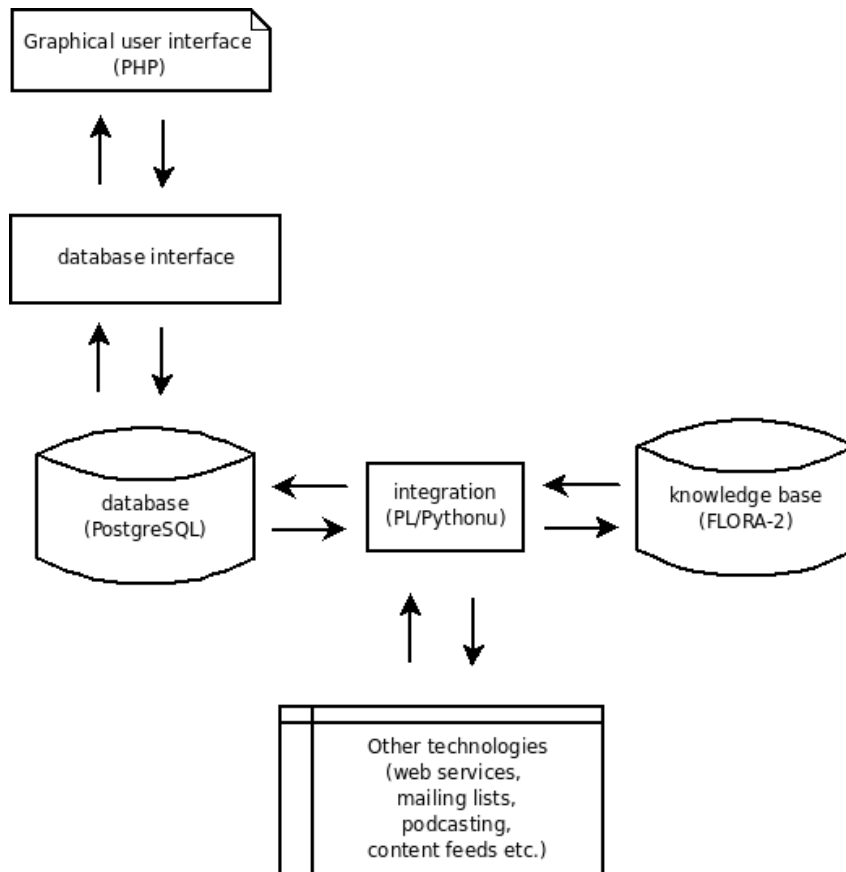 Graphical user interface
(PHP)
database interface
database
(PostgreSQL)
integration
(PL/Pythonu)
knowledge base
(FLORA-2)
Other technologies
(web services,
mailing lists,
podcasting,
content feeds etc.)